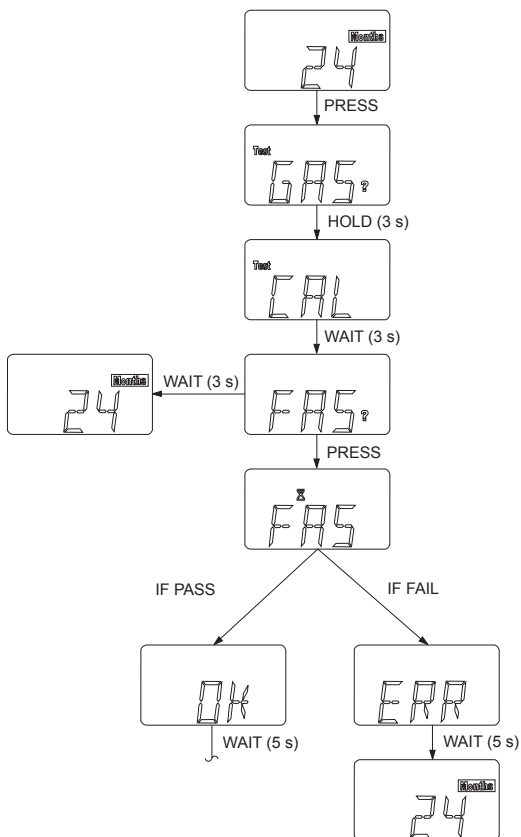 Months
24
PRESS
Test
GAS?
HOLD (3 s)
Test
CAL
WAIT (3 s)
Months
24
WAIT (3 s)
FAS?
PRESS
FAS
IF PASS
IF FAIL
OK
ERR
WAIT (5 s)
WAIT (5 s)
Months
24